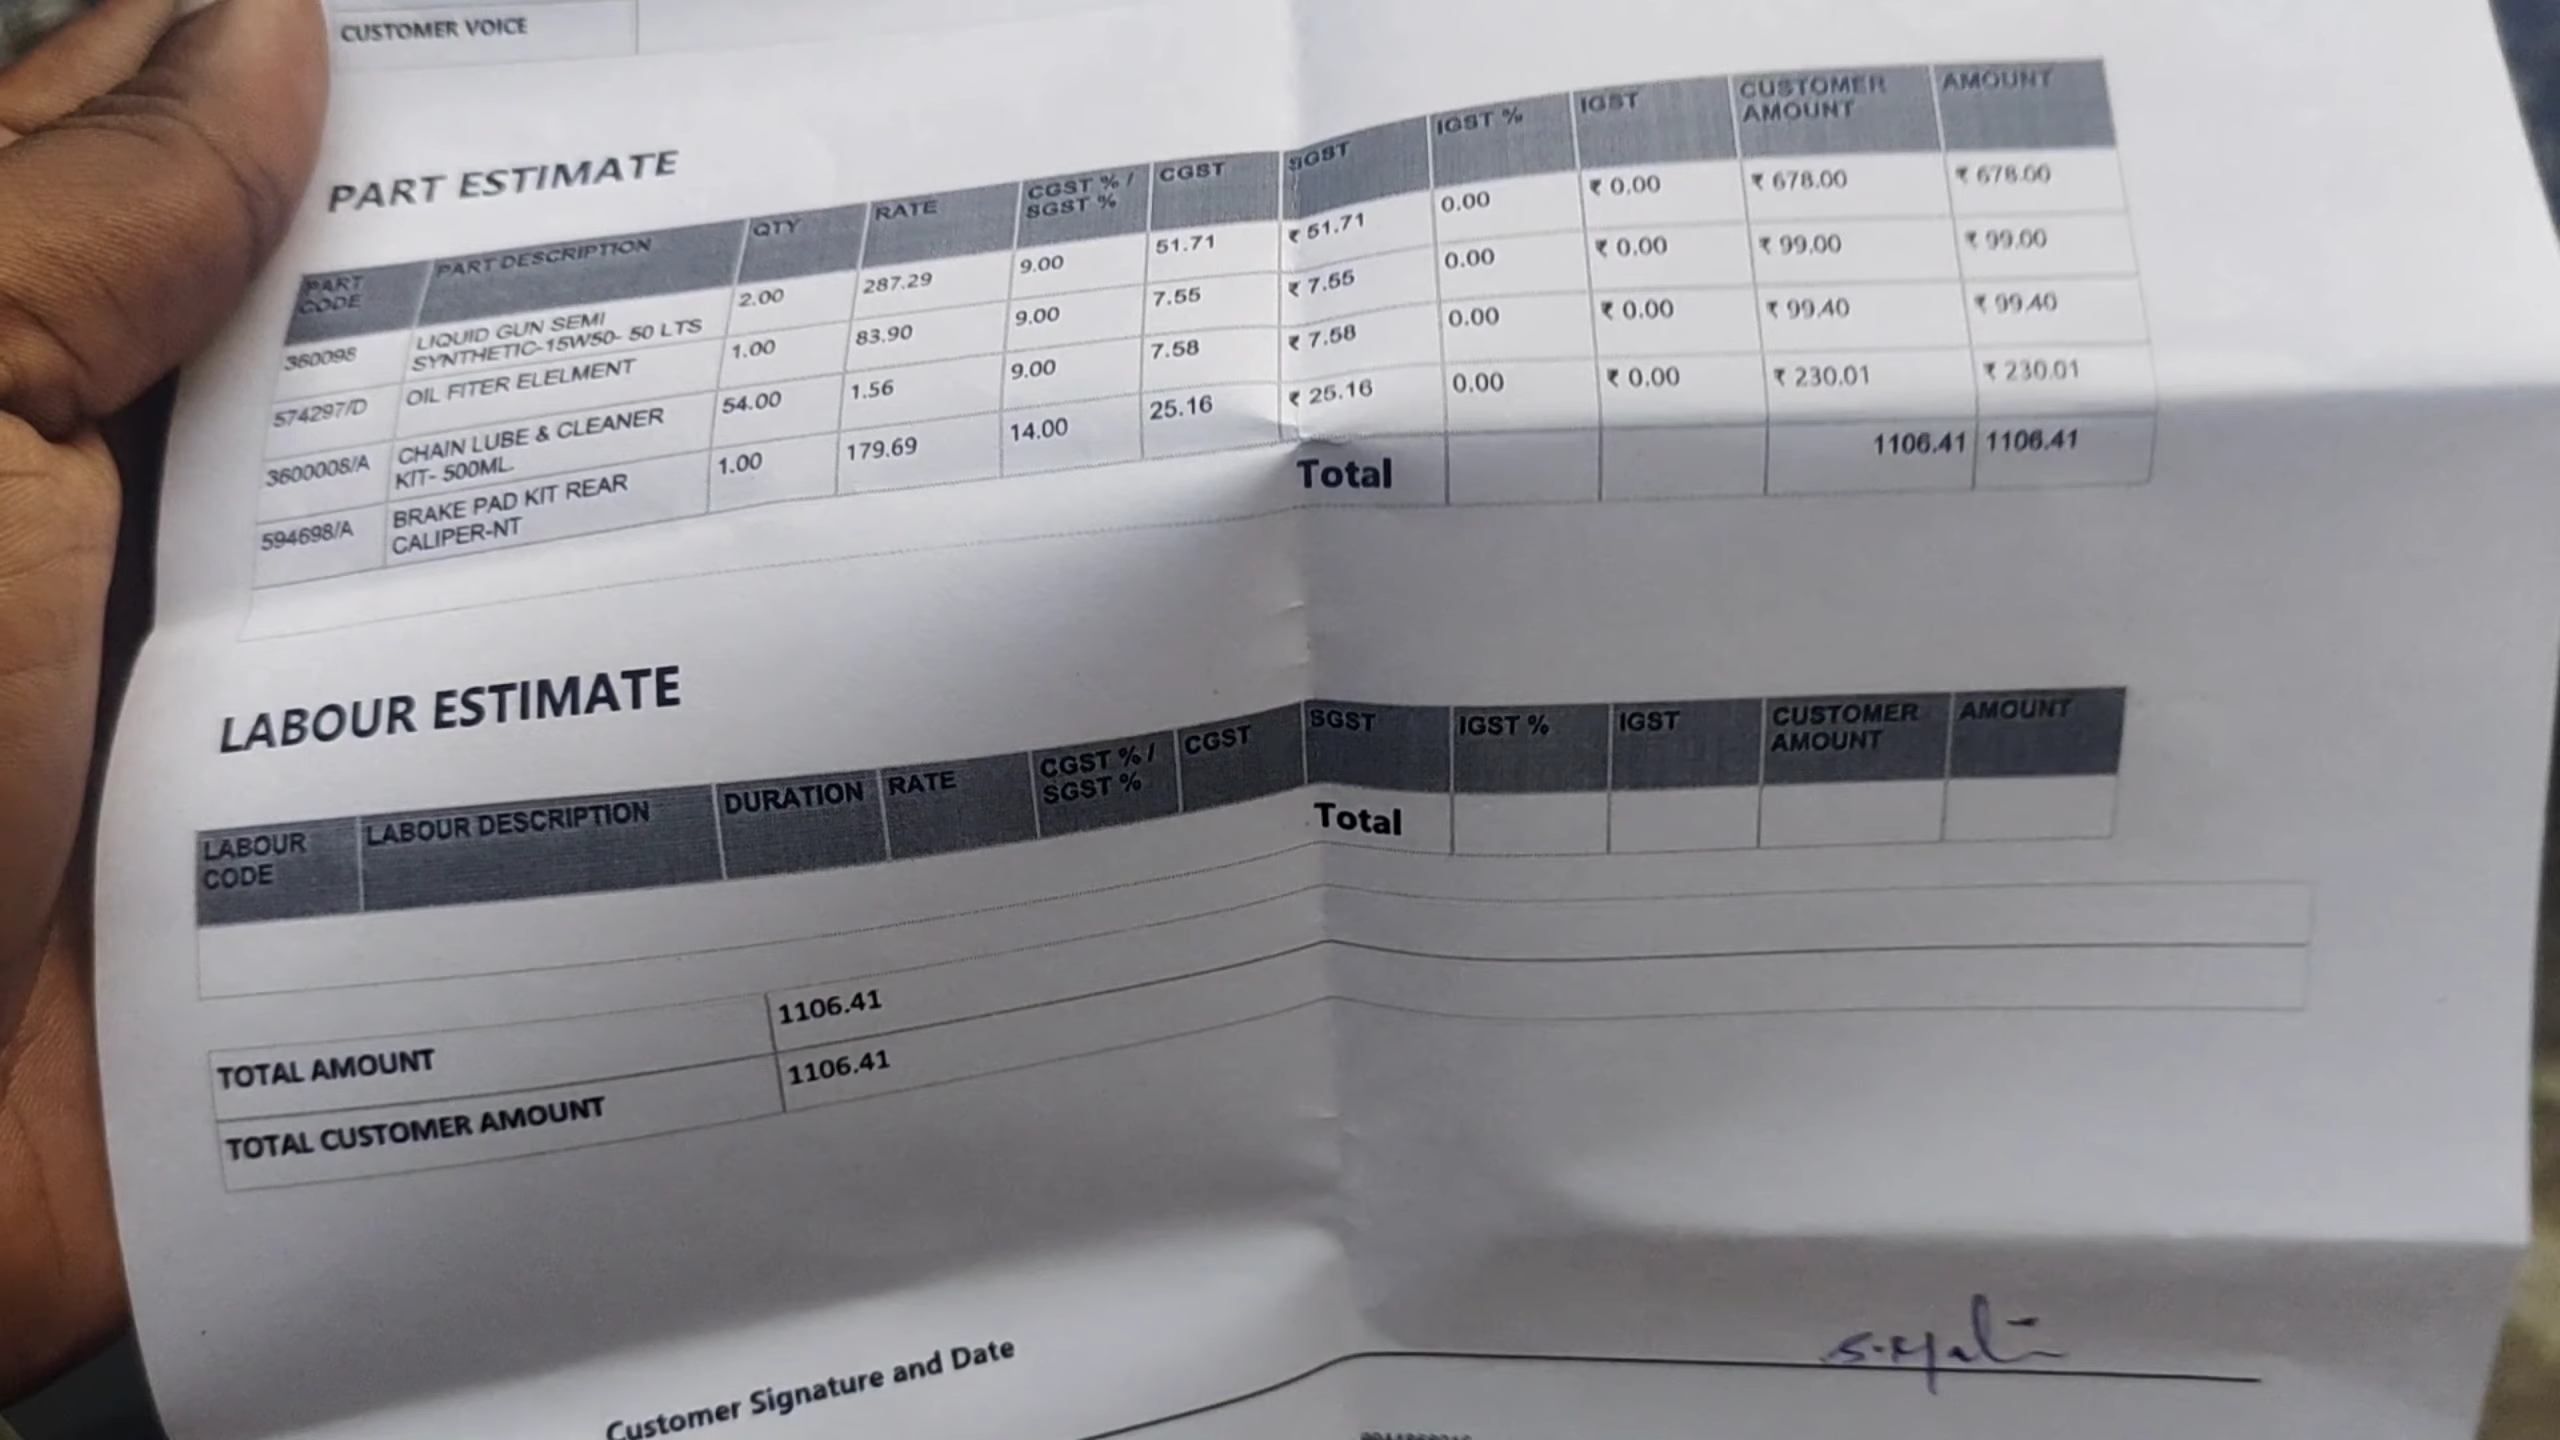 CUSTOMER VOICE
PART ESTIMATE
PART CODE PART DESCRIPTION QTY RATE CGST % / SGST % CGST SGST IGST % IGST CUSTOMER AMOUNT AMOUNT
360098 LIQUID GUN SEMI SYNTHETIC-15W50- 50 LTS 2.00 287.29 9.00 51.71 ₹ 51.71 0.00 ₹ 0.00 ₹ 678.00 ₹ 678.00
574297/D OIL FITER ELELMENT 1.00 83.90 9.00 7.55 ₹ 7.55 0.00 ₹ 0.00 ₹ 99.00 ₹ 99.00
3600008/A CHAIN LUBE & CLEANER KIT- 500ML. 54.00 1.56 9.00 7.58 ₹ 7.58 0.00 ₹ 0.00 ₹ 99.40 ₹ 99.40
594698/A BRAKE PAD KIT REAR CALIPER-NT 1.00 179.69 14.00 25.16 ₹ 25.16 0.00 ₹ 0.00 ₹ 230.01 ₹ 230.01
Total 1106.41 1106.41
LABOUR ESTIMATE
LABOUR CODE LABOUR DESCRIPTION DURATION RATE CGST % / SGST % CGST SGST IGST % IGST CUSTOMER AMOUNT AMOUNT
Total
TOTAL AMOUNT 1106.41
TOTAL CUSTOMER AMOUNT 1106.41
Customer Signature and Date